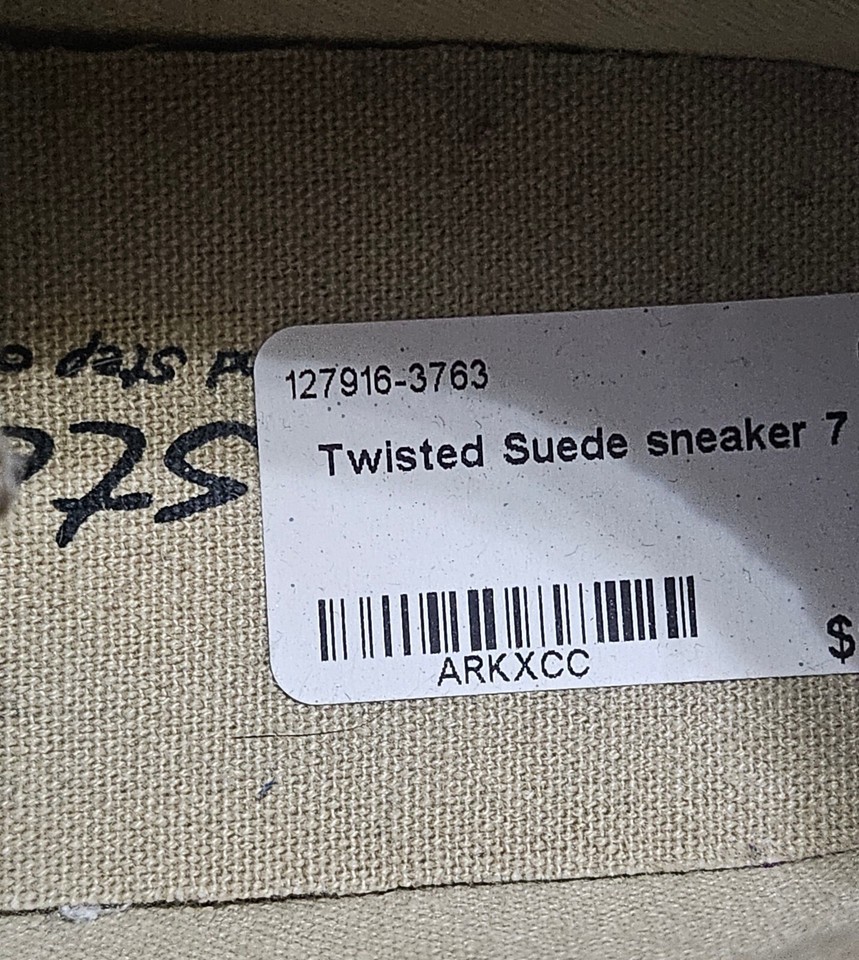 127916-3763
Twisted Suede sneaker 7
ARKXCC
$